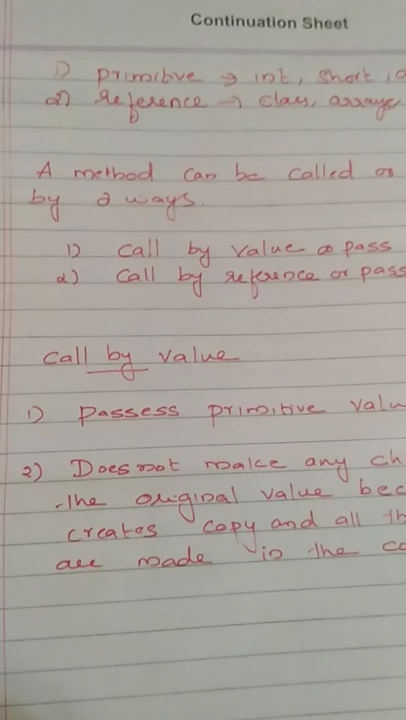 Continuation Sheet
1) primitive → int, short,
2) Reference → class, arrays
A method can be called or
by 2 ways.
1) Call by value or pass
2) Call by reference or pass
Call by value
1) Passess primitive valu
2) Does not make any ch
the original value bec
creates copy and all th
are made in the co